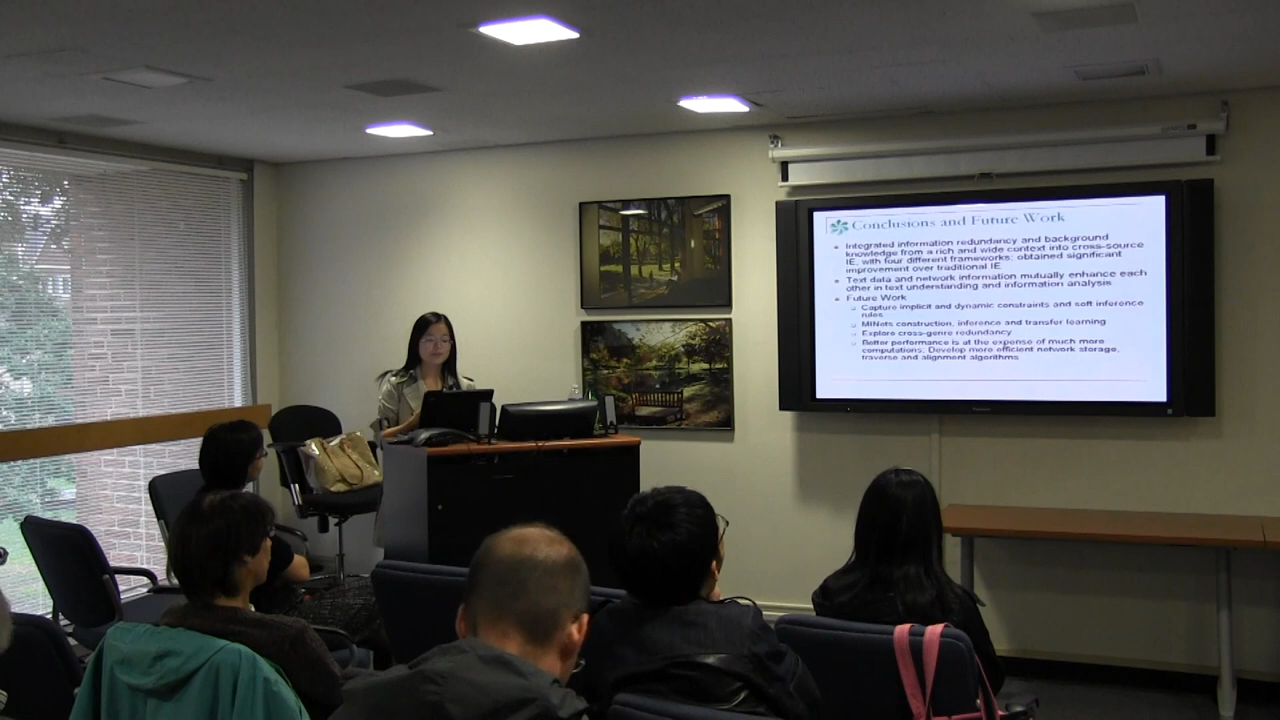 Conclusions and Future Work
Integrated information redundancy and background
knowledge from a rich and wide context into cross-source
IE, with four different frameworks; obtained significant
improvement over traditional IE
Text data and network information mutually enhance each
other in text understanding and information analysis
Future Work
Capture implicit and dynamic constraints and soft inference
rules
MINets construction, inference and transfer learning
Explore cross-genre redundancy
Better performance is at the expense of much more
computations: Develop more efficient network storage,
traverse and alignment algorithms